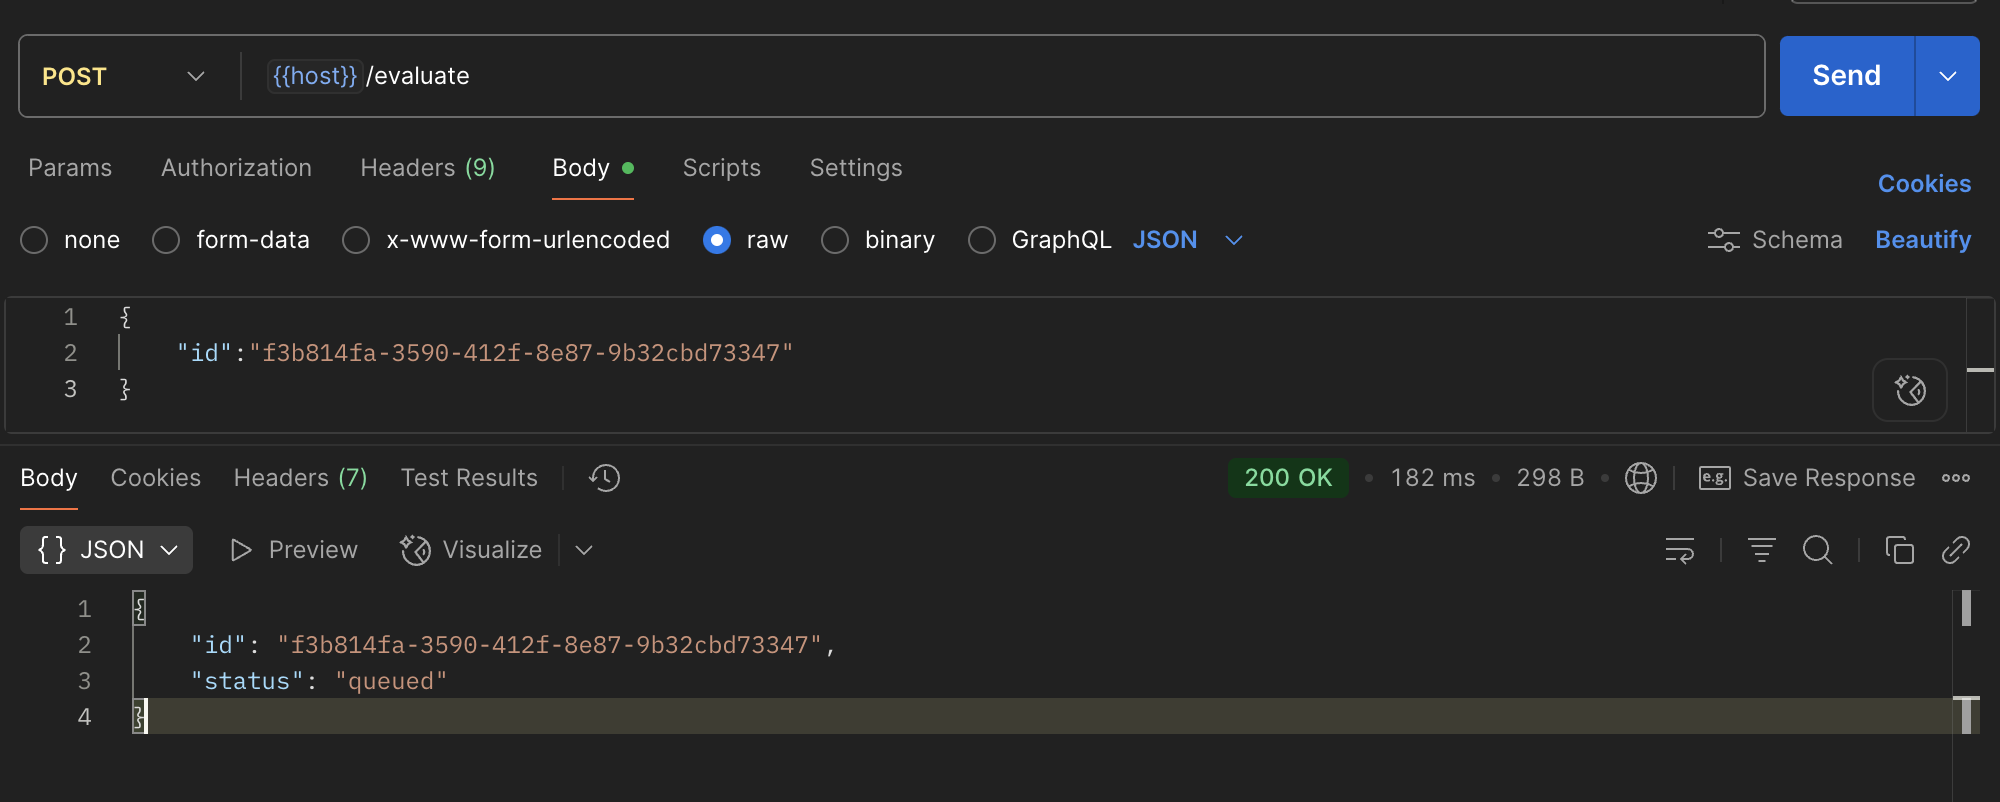 POST {{host}}/evaluate Send
Params Authorization Headers (9) Body Scripts Settings Cookies
none form-data x-www-form-urlencoded raw binary GraphQL JSON Schema Beautify
1 {
2 "id":"f3b814fa-3590-412f-8e87-9b32cbd73347"
3 }
Body Cookies Headers (7) Test Results 200 OK • 182 ms • 298 B • e.g. Save Response
{} JSON Preview Visualize
1 {
2 "id": "f3b814fa-3590-412f-8e87-9b32cbd73347",
3 "status": "queued"
4 }